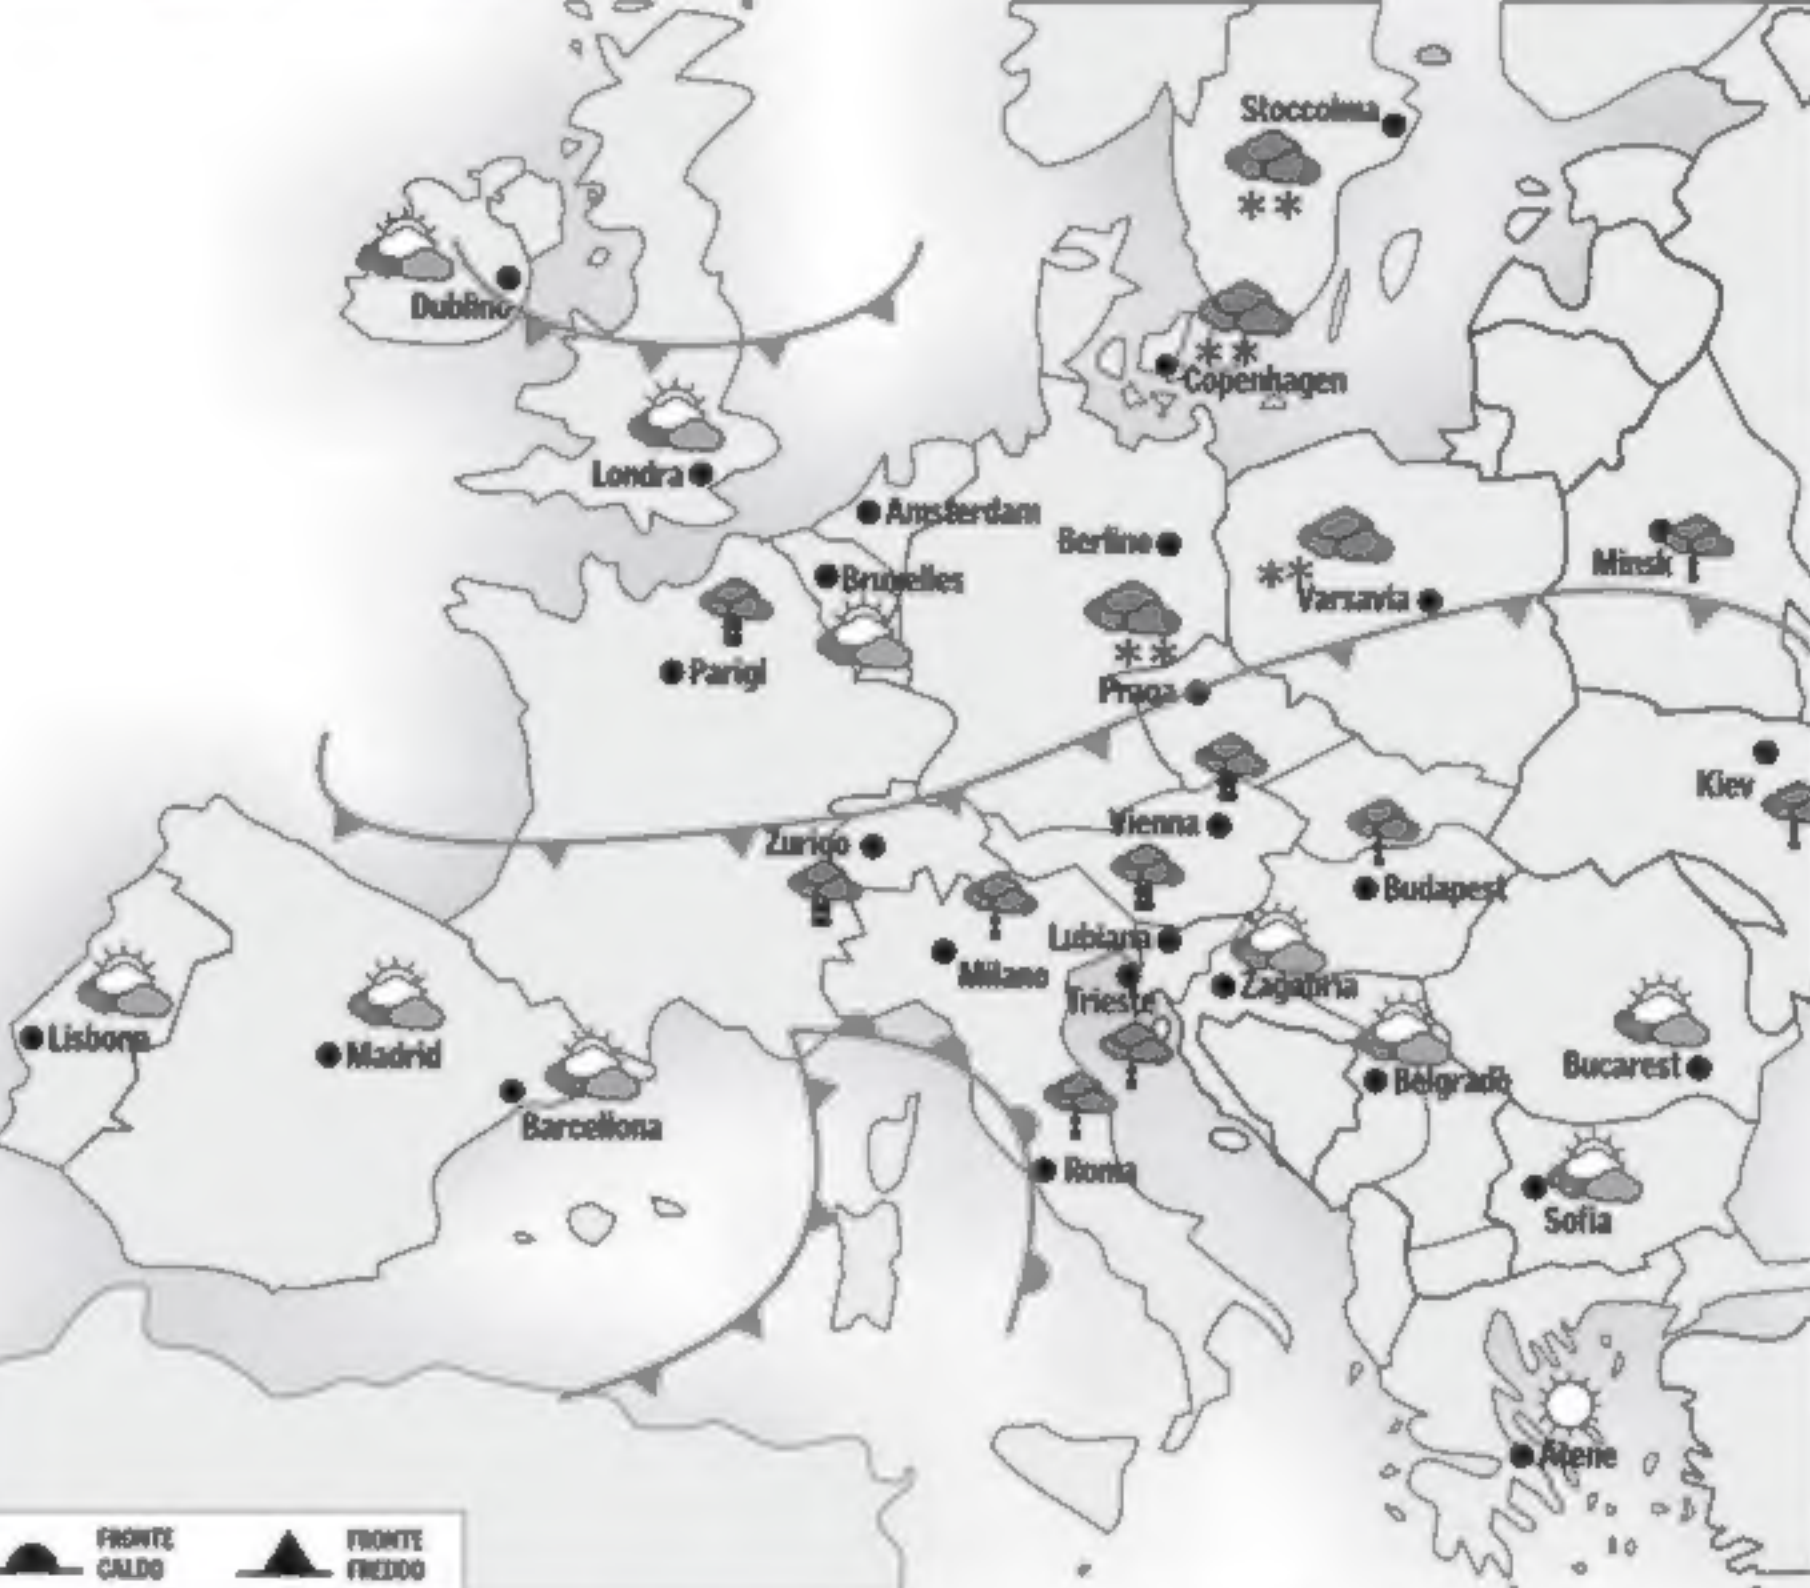 Stoccolma
Dublino
Copenhagen
Londra
Amsterdam
Berlino
Minsk
Bruxelles
Varsavia
Parigi
Praga
Kiev
Vienna
Zurigo
Budapest
Lubiana
Milano
Zagabria
Trieste
Lisbona
Madrid
Belgrado
Bucarest
Barcellona
Roma
Sofia
Atene
FRONTE
CALDO
FRONTE
FREDDO